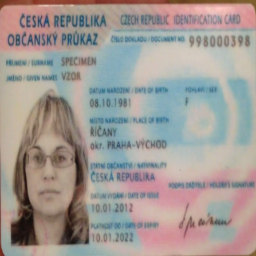 ČESKÁ REPUBLIKA CZECH REPUBLIC IDENTIFICATION CARD
OBČANSKÝ PRŮKAZ ČÍSLO DOKLADU / DOCUMENT NO. 998000398
PŘÍJMENÍ / SURNAME SPECIMEN
JMÉNO / GIVEN NAMES VZOR
DATUM NAROZENÍ / DATE OF BIRTH POHLAVÍ / SEX
08.10.1981 F
MÍSTO NAROZENÍ / PLACE OF BIRTH
ŘÍČANY
okr. PRAHA-VÝCHOD
STÁTNÍ OBČANSTVÍ / NATIONALITY
ČESKÁ REPUBLIKA PODPIS DRŽITELE / HOLDER'S SIGNATURE
DATUM VYDÁNÍ / DATE OF ISSUE
10.01.2012 Specimen
PLATNOST DO / DATE OF EXPIRY
10.01.2022